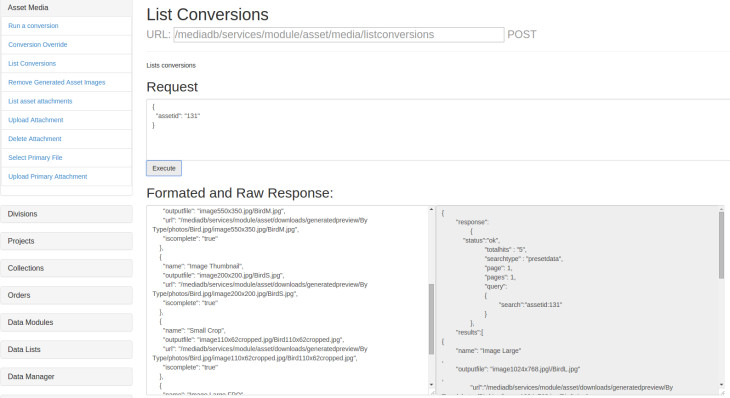 Asset Media
Run a conversion
Conversion Override
List Conversions
Remove Generated Asset Images
List asset attachments
Upload Attachment
Delete Attachment
Select Primary File
Upload Primary Attachment
Divisions
Projects
Collections
Orders
Data Modules
Data Lists
Data Manager
List Conversions
URL: /mediadb/services/module/asset/media/listconversions POST
Lists conversions
Request
{
"assetid": "131"
}
Execute
Formated and Raw Response:
"outputfile": "image550x350.jpg/BirdM.jpg",
"url": "/mediadb/services/module/asset/downloads/generatedpreview/By
Type/photos/Bird.jpg/image550x350.jpg/BirdM.jpg",
"iscomplete": "true"
},
{
"name": "Image Thumbnail",
"outputfile": "image200x200.jpg/BirdS.jpg",
"url": "/mediadb/services/module/asset/downloads/generatedpreview/By
Type/photos/Bird.jpg/image200x200.jpg/BirdS.jpg",
"iscomplete": "true"
},
{
"name": "Small Crop",
"outputfile": "image110x62cropped.jpg/Bird110x62cropped.jpg",
"url": "/mediadb/services/module/asset/downloads/generatedpreview/By
Type/photos/Bird.jpg/image110x62cropped.jpg/Bird110x62cropped.jpg",
"iscomplete": "true"
},
{
{
"response":
{
"status":"ok",
"totalhits" : "5",
"searchtype" : "presetdata",
"page": 1,
"pages": 1,
"query":
{
"search":"assetid:131"
}
},
"results":[
{
"name": "Image Large"
,
"outputfile": "image1024x768.jpg\/BirdL.jpg"
,
"url":"/mediadb/services/module/asset/downloads/generatedpreview/By